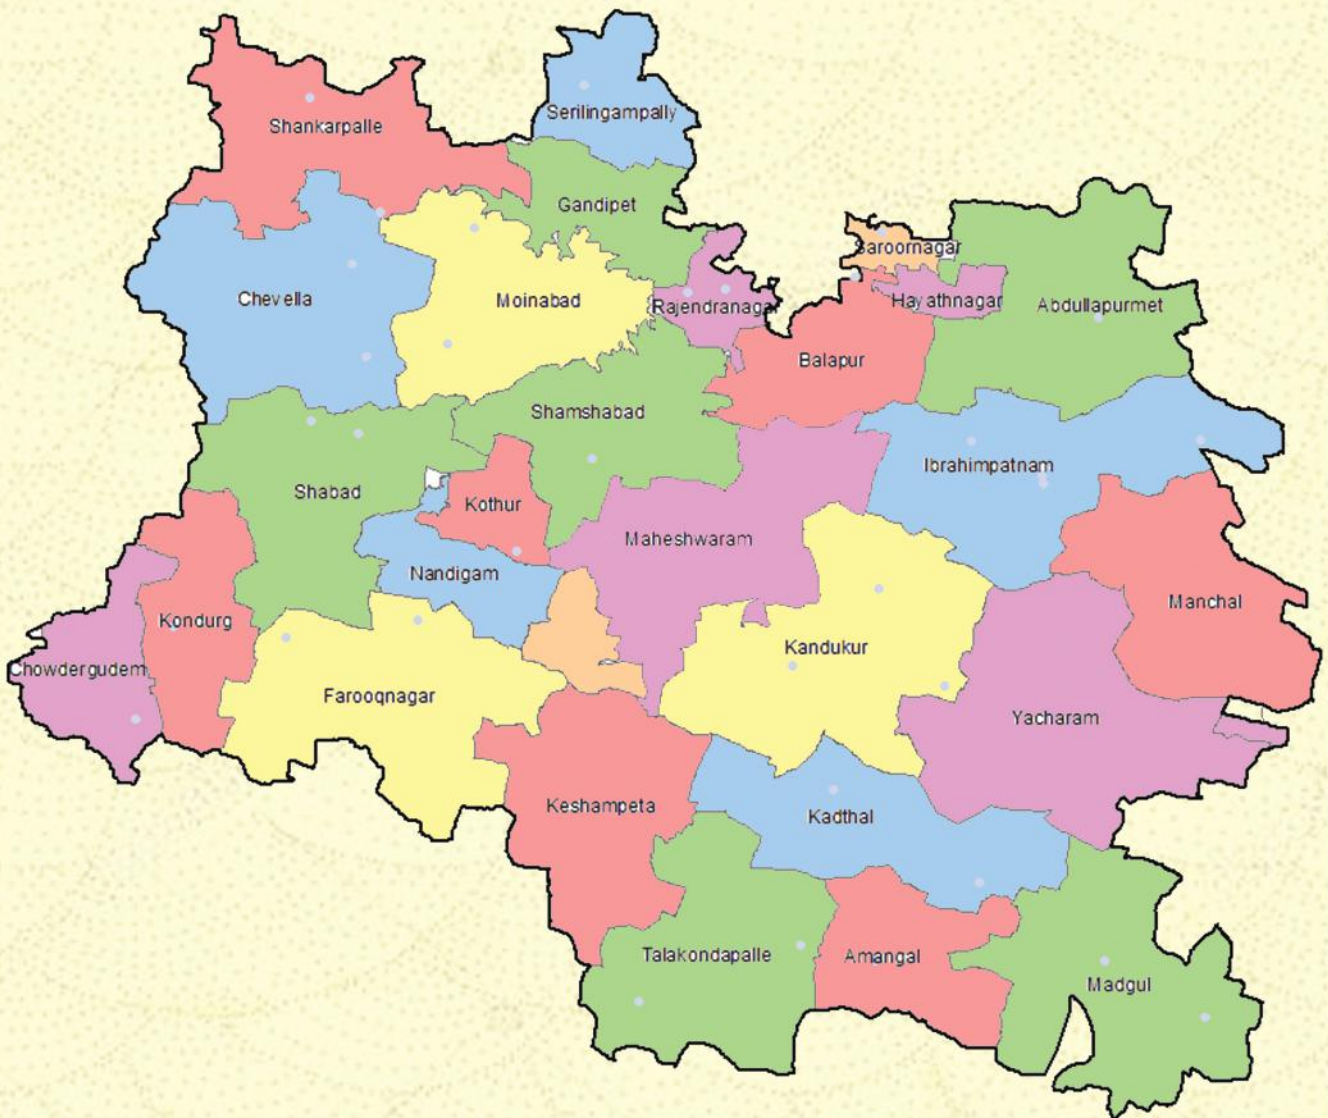 Serilingampally
Shankarpalle
Gandipet
Saroornagar
Chevella
Moinabad
Rajendranagar
Hayathnagar
Abdullapurmet
Balapur
Shamshabad
Ibrahimpatnam
Shabad
Kothur
Maheshwaram
Nandigam
Manchal
Kondurg
Kandukur
Chowdergudem
Farooqnagar
Yacharam
Keshampeta
Kadthal
Talakondapalle
Amangal
Madgul